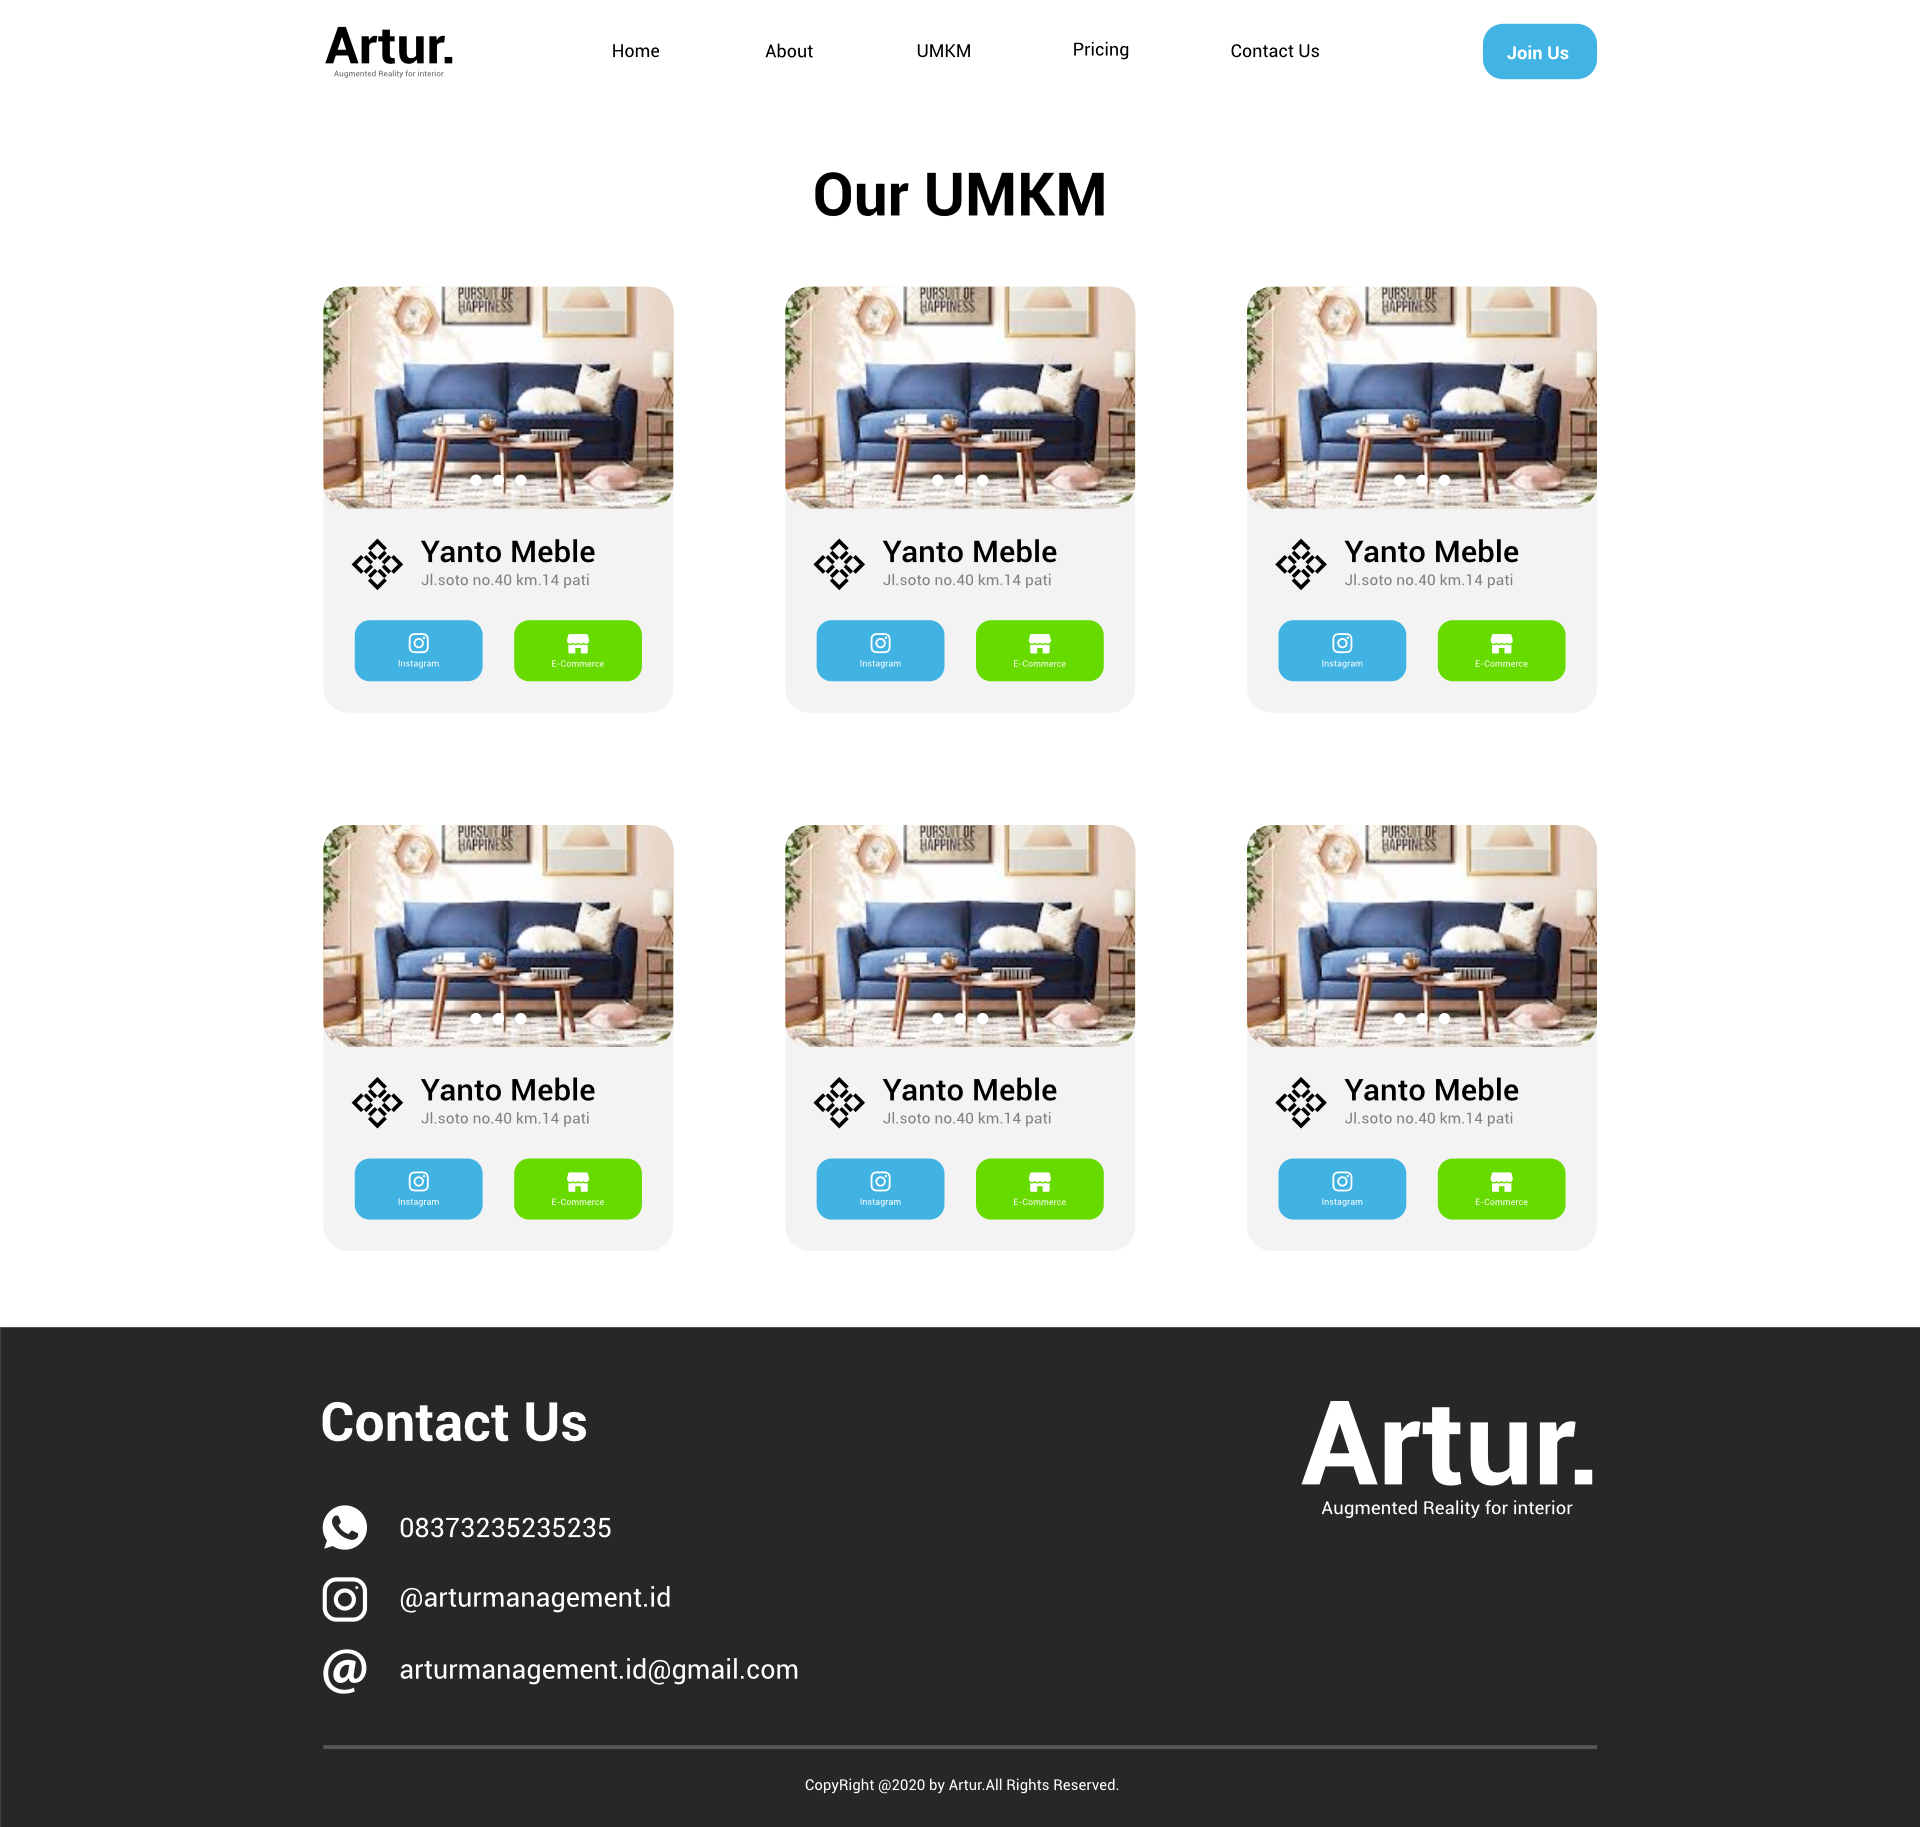 Artur.
Augmented Reality for interior
Home
About
UMKM
Pricing
Contact Us
Join Us
Our UMKM
PURSUIT OF
HAPPINESS
Yanto Meble
Jl.soto no.40 km.14 pati
Instagram
E-Commerce
PURSUIT OF
HAPPINESS
Yanto Meble
Jl.soto no.40 km.14 pati
Instagram
E-Commerce
PURSUIT OF
HAPPINESS
Yanto Meble
Jl.soto no.40 km.14 pati
Instagram
E-Commerce
PURSUIT OF
HAPPINESS
Yanto Meble
Jl.soto no.40 km.14 pati
Instagram
E-Commerce
PURSUIT OF
HAPPINESS
Yanto Meble
Jl.soto no.40 km.14 pati
Instagram
E-Commerce
PURSUIT OF
HAPPINESS
Yanto Meble
Jl.soto no.40 km.14 pati
Instagram
E-Commerce
Contact Us
08373235235235
@arturmanagement.id
arturmanagement.id@gmail.com
Artur.
Augmented Reality for interior
CopyRight @2020 by Artur.All Rights Reserved.